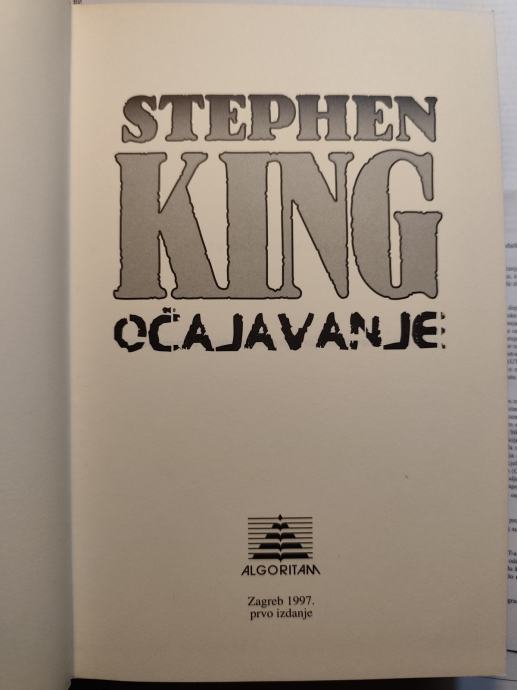 STEPHEN
KING
OČAJAVANJE
ALGORITAM
Zagreb 1997.
prvo izdanje